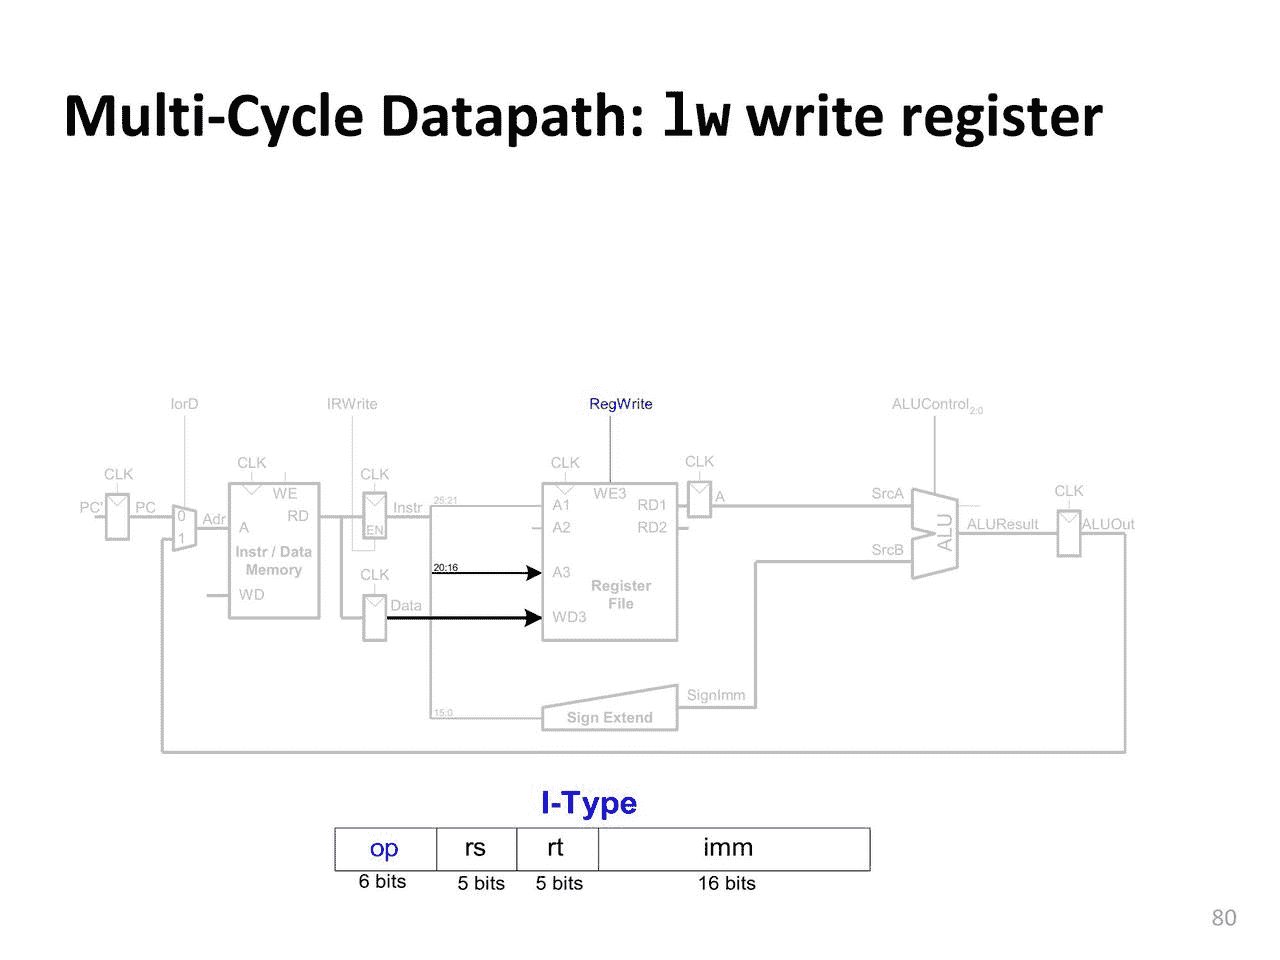 Multi-Cycle Datapath: lw write register
IorD
IRWrite
RegWrite
ALUControl2:0
CLK
CLK
CLK
CLK
CLK
CLK
PC'
PC
0
1
Adr
WE
RD
A
Instr / Data
Memory
WD
EN
Instr
CLK
Data
25:21
20:16
15:0
WE3
A1
RD1
A2
RD2
A3
Register
File
WD3
A
SrcA
SrcB
ALU
ALUResult
ALUOut
SignImm
Sign Extend
I-Type
op rs rt imm
6 bits 5 bits 5 bits 16 bits
80